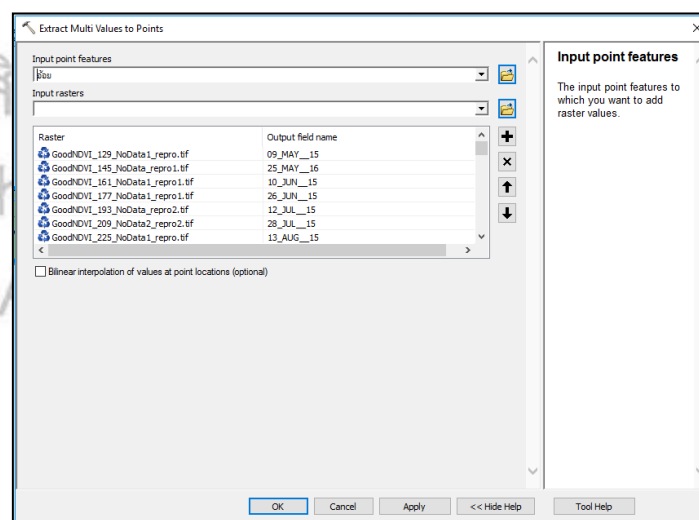 Extract Multi Values to Points
Input point features
อ้อย
Input rasters
Raster Output field name
GoodNDVI_129_NoData1_repro.tif 09_MAY__15
GoodNDVI_145_NoData_repro1.tif 25_MAY__16
GoodNDVI_161_NoData1_repro1.tif 10_JUN__15
GoodNDVI_177_NoData1_repro1.tif 26_JUN__15
GoodNDVI_193_NoData_repro2.tif 12_JUL__15
GoodNDVI_209_NoData2_repro2.tif 28_JUL__15
GoodNDVI_225_NoData1_repro.tif 13_AUG__15
Bilinear interpolation of values at point locations (optional)
OK Cancel Apply << Hide Help Tool Help
Input point features
The input point features to
which you want to add
raster values.